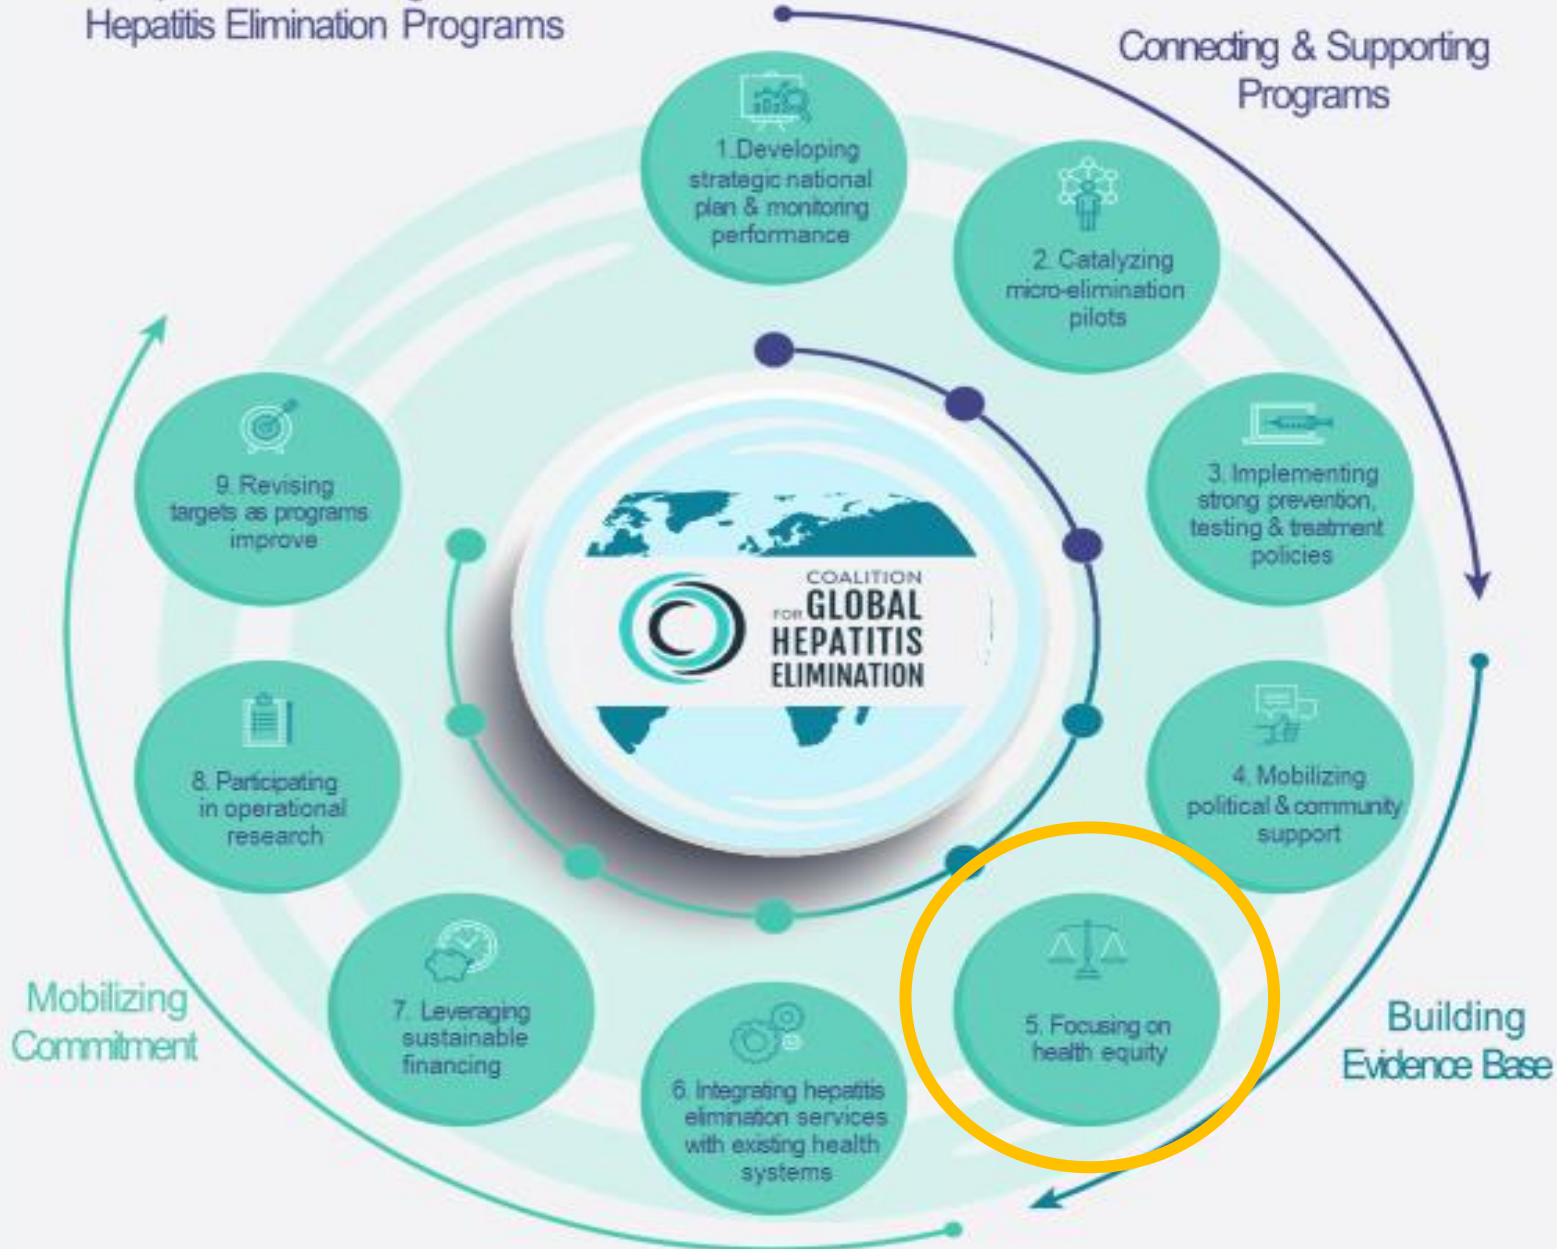 Hepatitis Elimination Programs
Connecting & Supporting
Programs
1.Developing
strategic national
plan & monitoring
performance
2. Catalyzing
micro-elimination
pilots
3. Implementing
strong prevention,
testing & treatment
policies
4. Mobilizing
political & community
support
5. Focusing on
health equity
6. Integrating hepatitis
elimination services
with existing health
systems
7. Leveraging
sustainable
financing
8. Participating
in operational
research
9. Revising
targets as programs
improve
COALITION
FOR GLOBAL
HEPATITIS
ELIMINATION
Mobilizing
Commitment
Building
Evidence Base